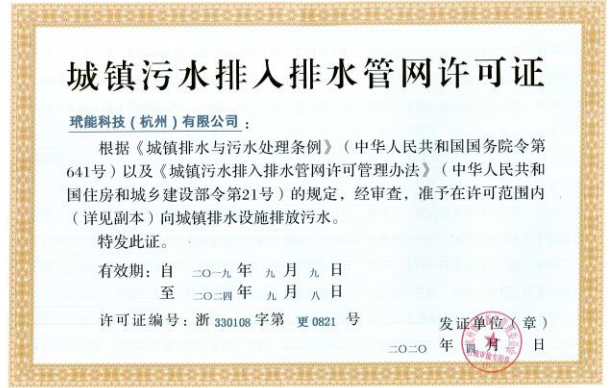 城镇污水排入排水管网许可证
玳能科技（杭州）有限公司：
根据《城镇排水与污水处理条例》（中华人民共和国国务院令第
641号）以及《城镇污水排入排水管网许可管理办法》（中华人民共和
国住房和城乡建设部令第21号）的规定，经审查，准予在许可范围内
（详见副本）向城镇排水设施排放污水。
特发此证。
有效期：自 二〇一九 年 九 月 九 日
至 二〇二四 年 九 月 八 日
许可证编号：浙 330108 字第 更 0821 号
发证单位（章）
二〇二〇 年 四 月 日